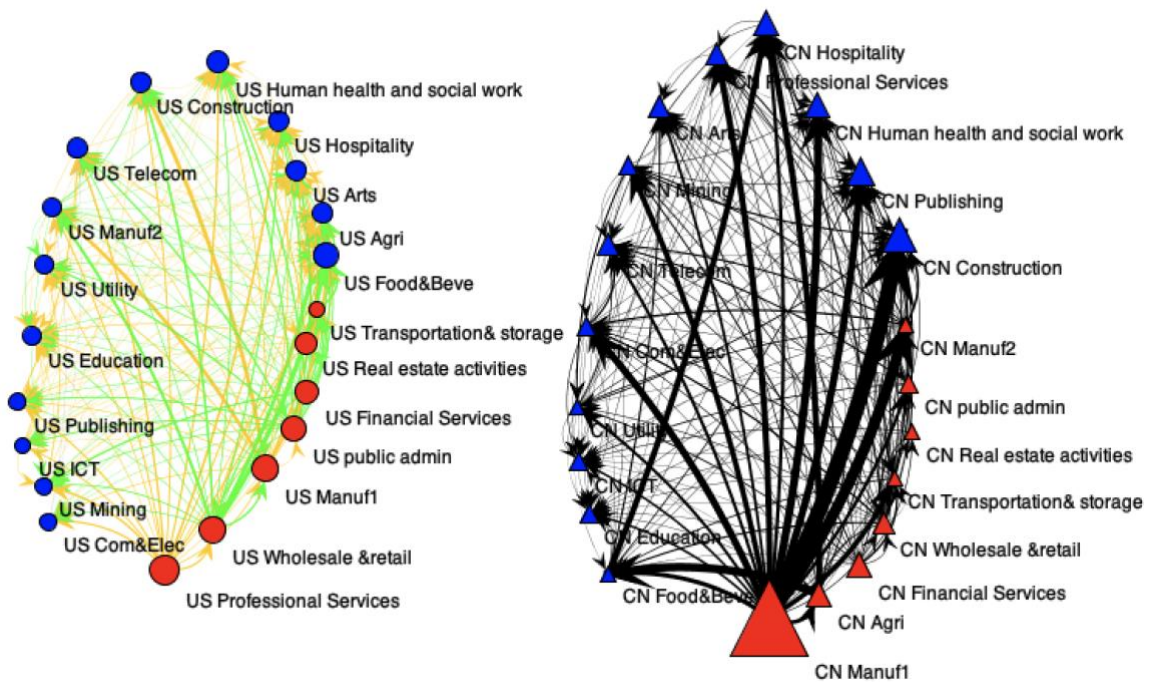 US Human health and social work
US Construction
US Hospitality
US Telecom
US Arts
US Manuf2
US Agri
US Utility
US Food&Beve
US Transportation& storage
US Education
US Real estate activities
US Financial Services
US Publishing
US public admin
US ICT
US Manuf1
US Mining
US Com&Elec
US Wholesale &retail
US Professional Services
CN Hospitality
CN Professional Services
CN Arts
CN Human health and social work
CN Mining
CN Publishing
CN Telecom
CN Construction
CN Com&Elec
CN Manuf2
CN public admin
CN Utility
CN Real estate activities
CN ICT
CN Transportation& storage
CN Education
CN Wholesale &retail
CN Food&Beve
CN Financial Services
CN Agri
CN Manuf1